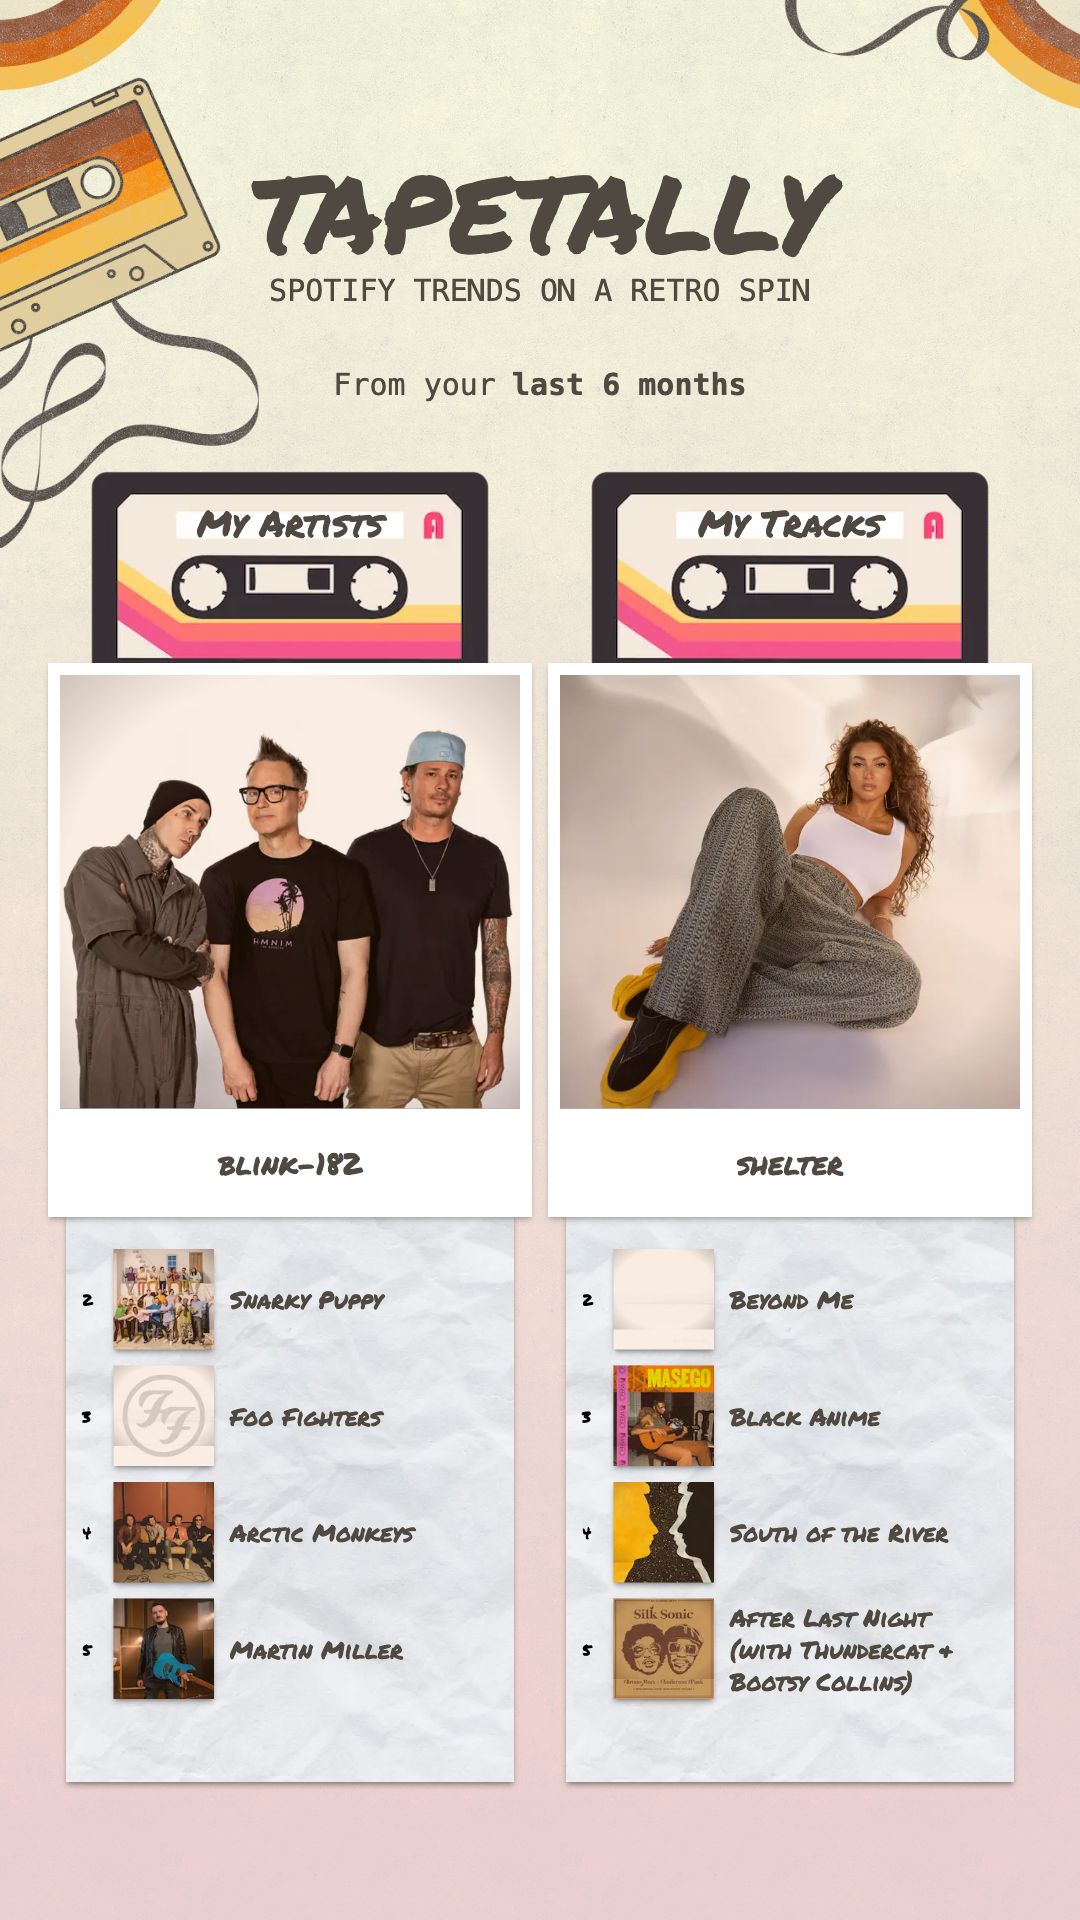 TAPETALLY
SPOTIFY TRENDS ON A RETRO SPIN
From your last 6 months
My Artists
A
My Tracks
A
HMNIM
blink-182
shelter
2
Snarky Puppy
3
FF
Foo Fighters
4
Arctic Monkeys
5
Martin Miller
2
Beyond Me
3
MASEGO
Black Anime
4
South of the River
5
Silk Sonic
After Last Night
(with Thundercat &
Bootsy Collins)